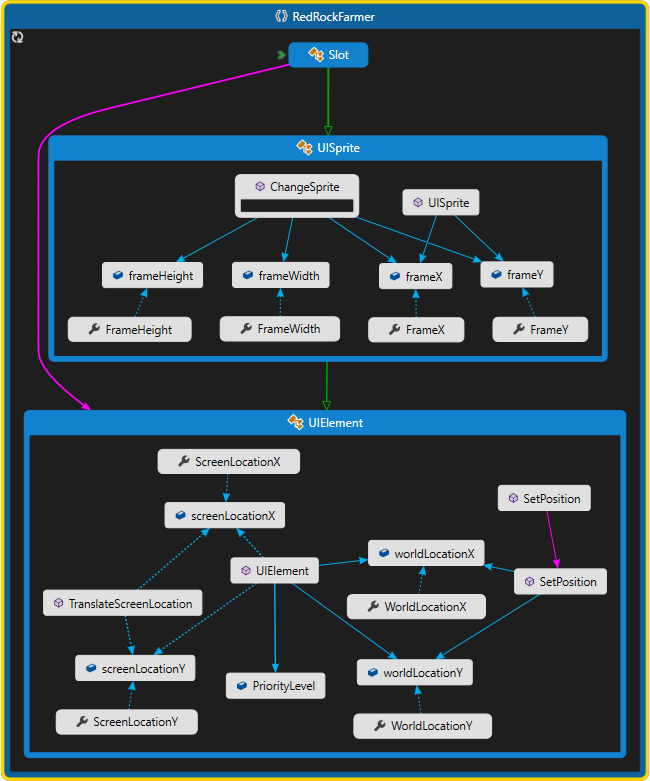 RedRockFarmer
Slot
UISprite
ChangeSprite
UISprite
frameHeight
frameWidth
frameX
frameY
FrameHeight
FrameWidth
FrameX
FrameY
UIElement
ScreenLocationX
SetPosition
screenLocationX
worldLocationX
UIElement
SetPosition
TranslateScreenLocation
WorldLocationX
screenLocationY
worldLocationY
PriorityLevel
ScreenLocationY
WorldLocationY